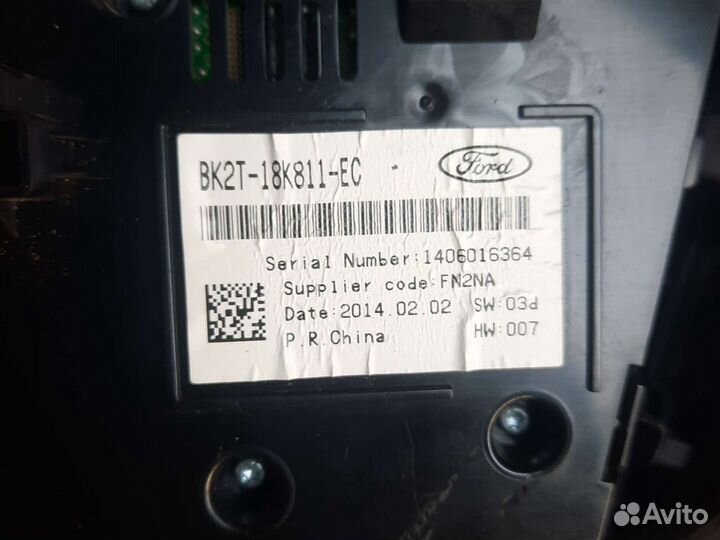 BK2T-18K811-EC -
Ford
Serial Number:1406016364
Supplier code:FN2NA
Date:2014.02.02 SW:03d
P.R.China HW:007
Avito